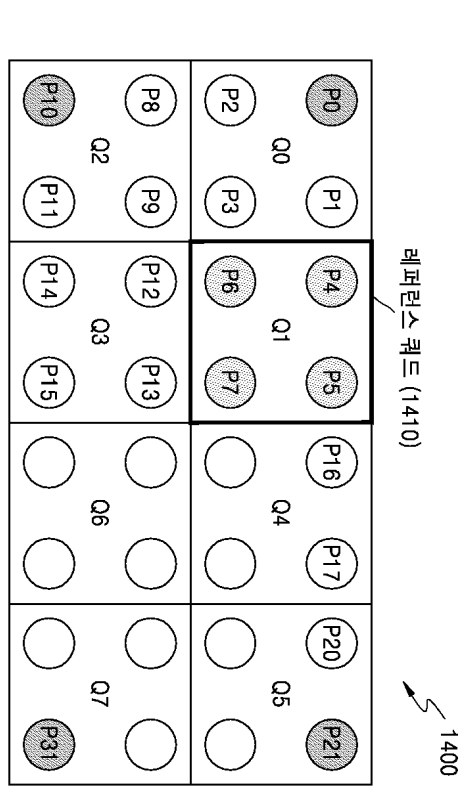 1400
레퍼런스 쿼드 (1410)
P0 P1 P4 P5 P16 P17 P20 P21
Q0 Q1 Q4 Q5
P2 P3 P6 P7
P8 P9 P12 P13
Q2 Q3 Q6 Q7
P10 P11 P14 P15 P31